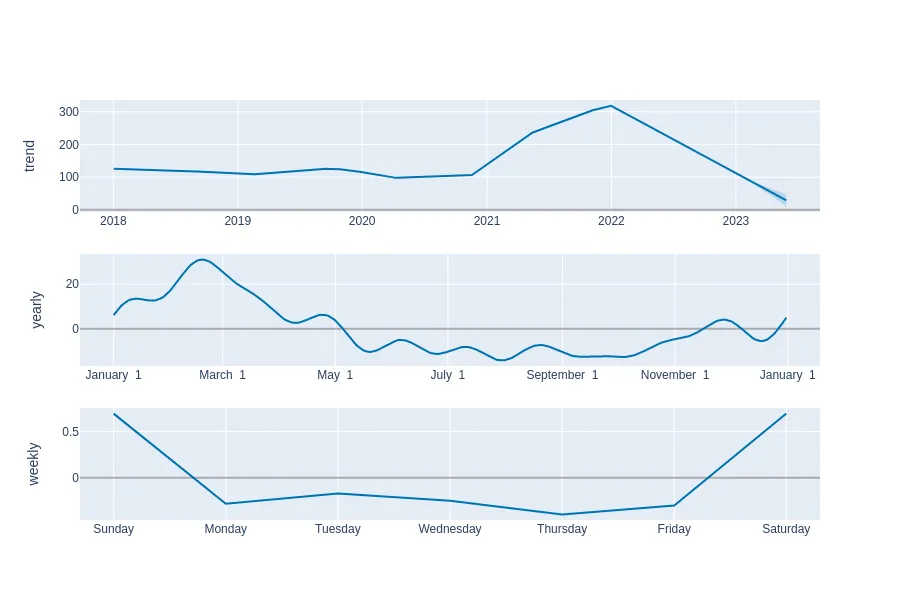 trend
300
200
100
0
2018 2019 2020 2021 2022 2023
yearly
20
0
January 1 March 1 May 1 July 1 September 1 November 1 January 1
weekly
0.5
0
Sunday Monday Tuesday Wednesday Thursday Friday Saturday